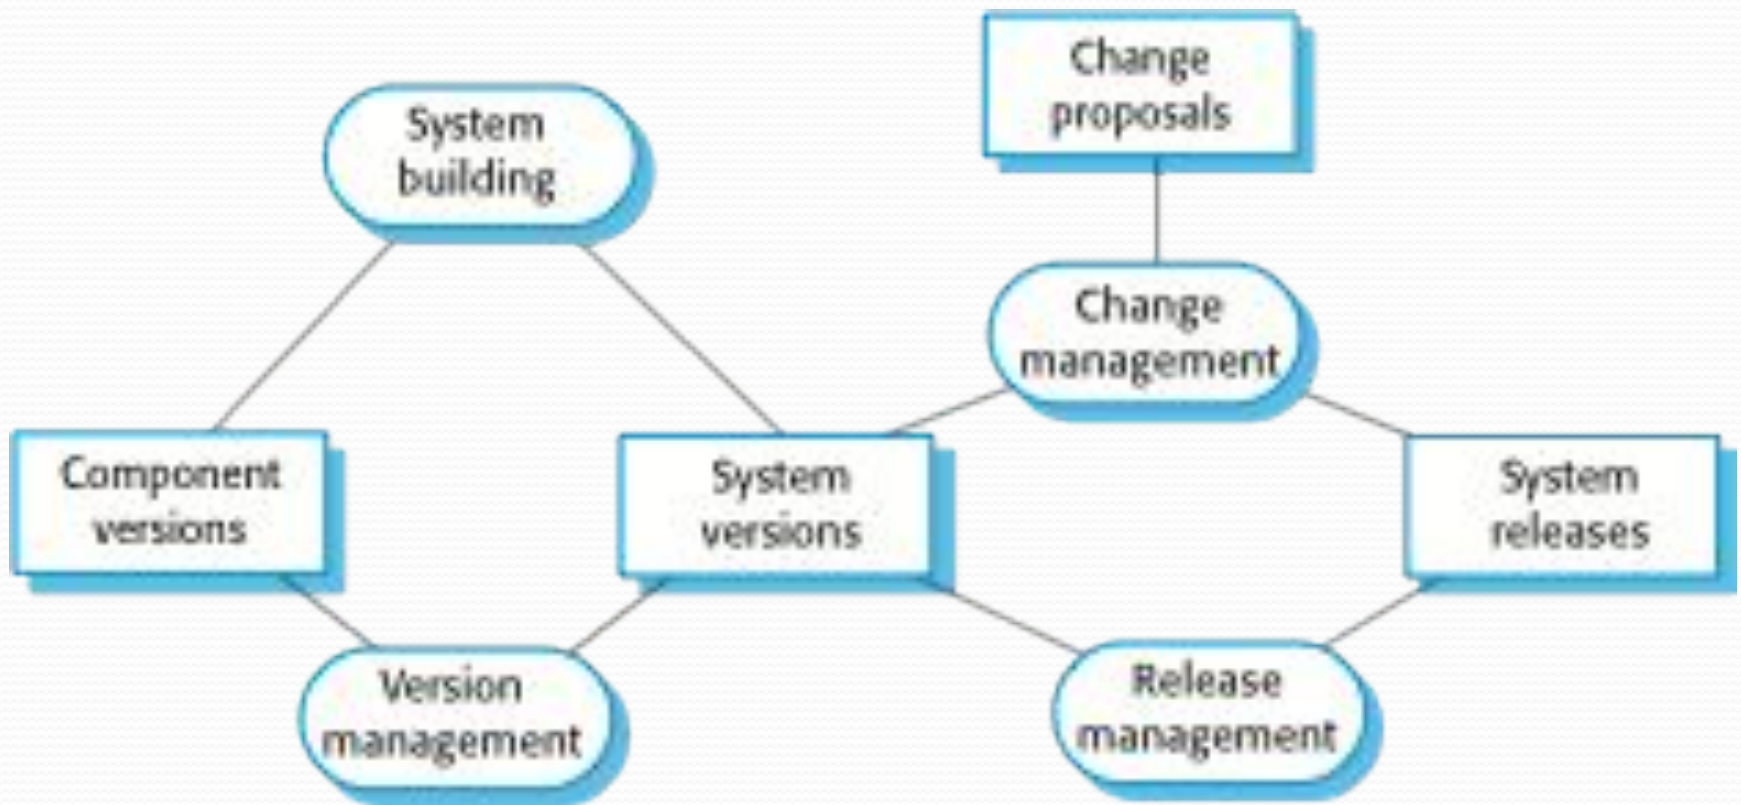 Change
proposals
System
building
Change
management
Component
versions
System
versions
System
releases
Version
management
Release
management